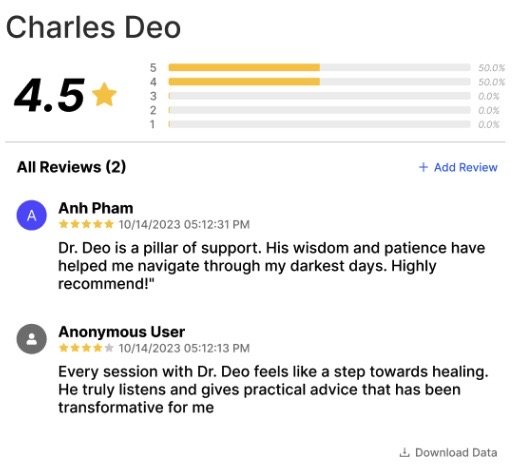 Charles Deo
4.5
5 50.0%
4 50.0%
3 0.0%
2 0.0%
1 0.0%
All Reviews (2)
+ Add Review
A
Anh Pham
10/14/2023 05:12:31 PM
Dr. Deo is a pillar of support. His wisdom and patience have
helped me navigate through my darkest days. Highly
recommend!"
Anonymous User
10/14/2023 05:12:13 PM
Every session with Dr. Deo feels like a step towards healing.
He truly listens and gives practical advice that has been
transformative for me
Download Data